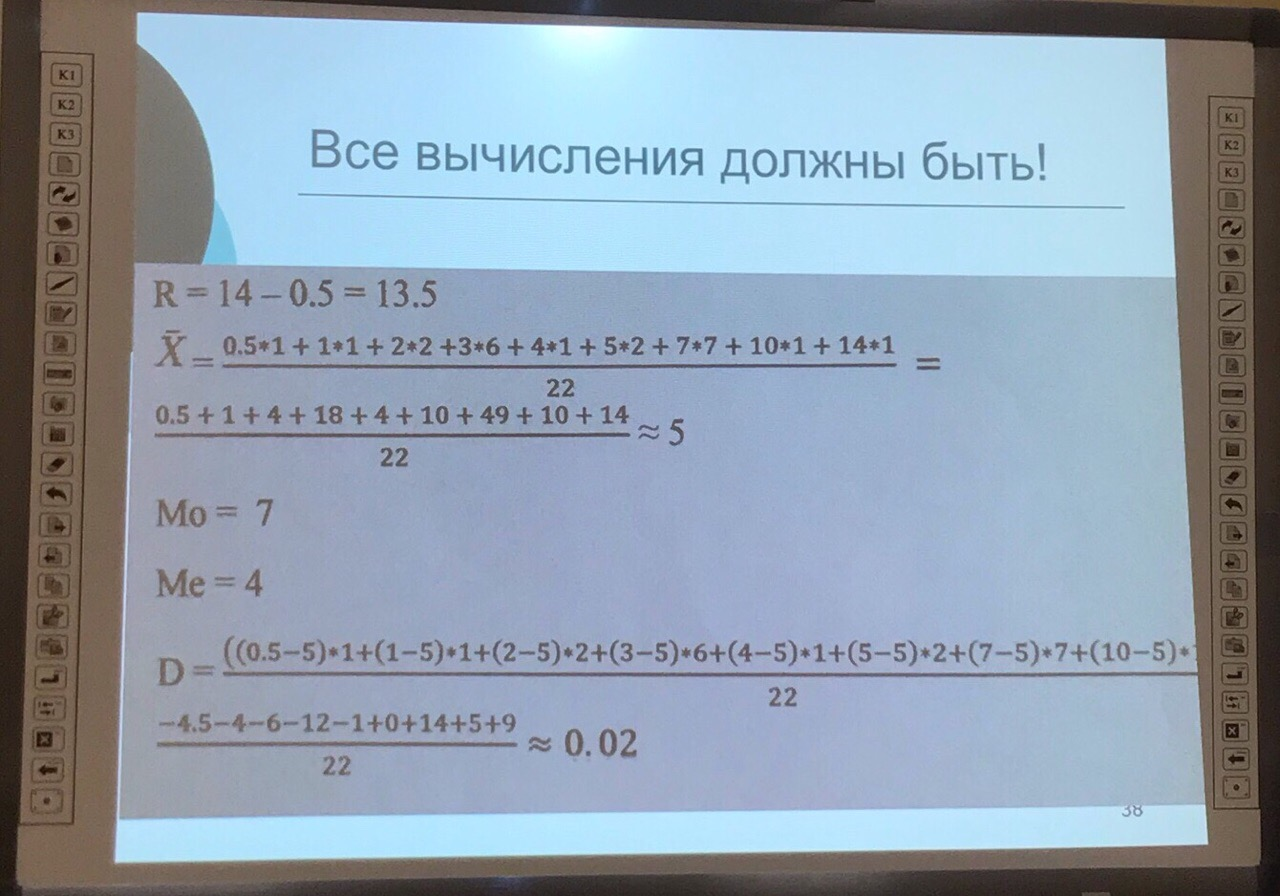 K1
K2
K3
K1
K2
K3
Все вычисления должны быть!
R = 14 – 0.5 = 13.5
X̄ = 0.5*1 + 1*1 + 2*2 +3*6 + 4*1 + 5*2 + 7*7 + 10*1 + 14*1 =
22
0.5 + 1 + 4 + 18 + 4 + 10 + 49 + 10 + 14 ≈ 5
22
Mo = 7
Me = 4
D = ((0.5−5)*1+(1−5)*1+(2−5)*2+(3−5)*6+(4−5)*1+(5−5)*2+(7−5)*7+(10−5)*
22
−4.5−4−6−12−1+0+14+5+9 ≈ 0.02
22
38